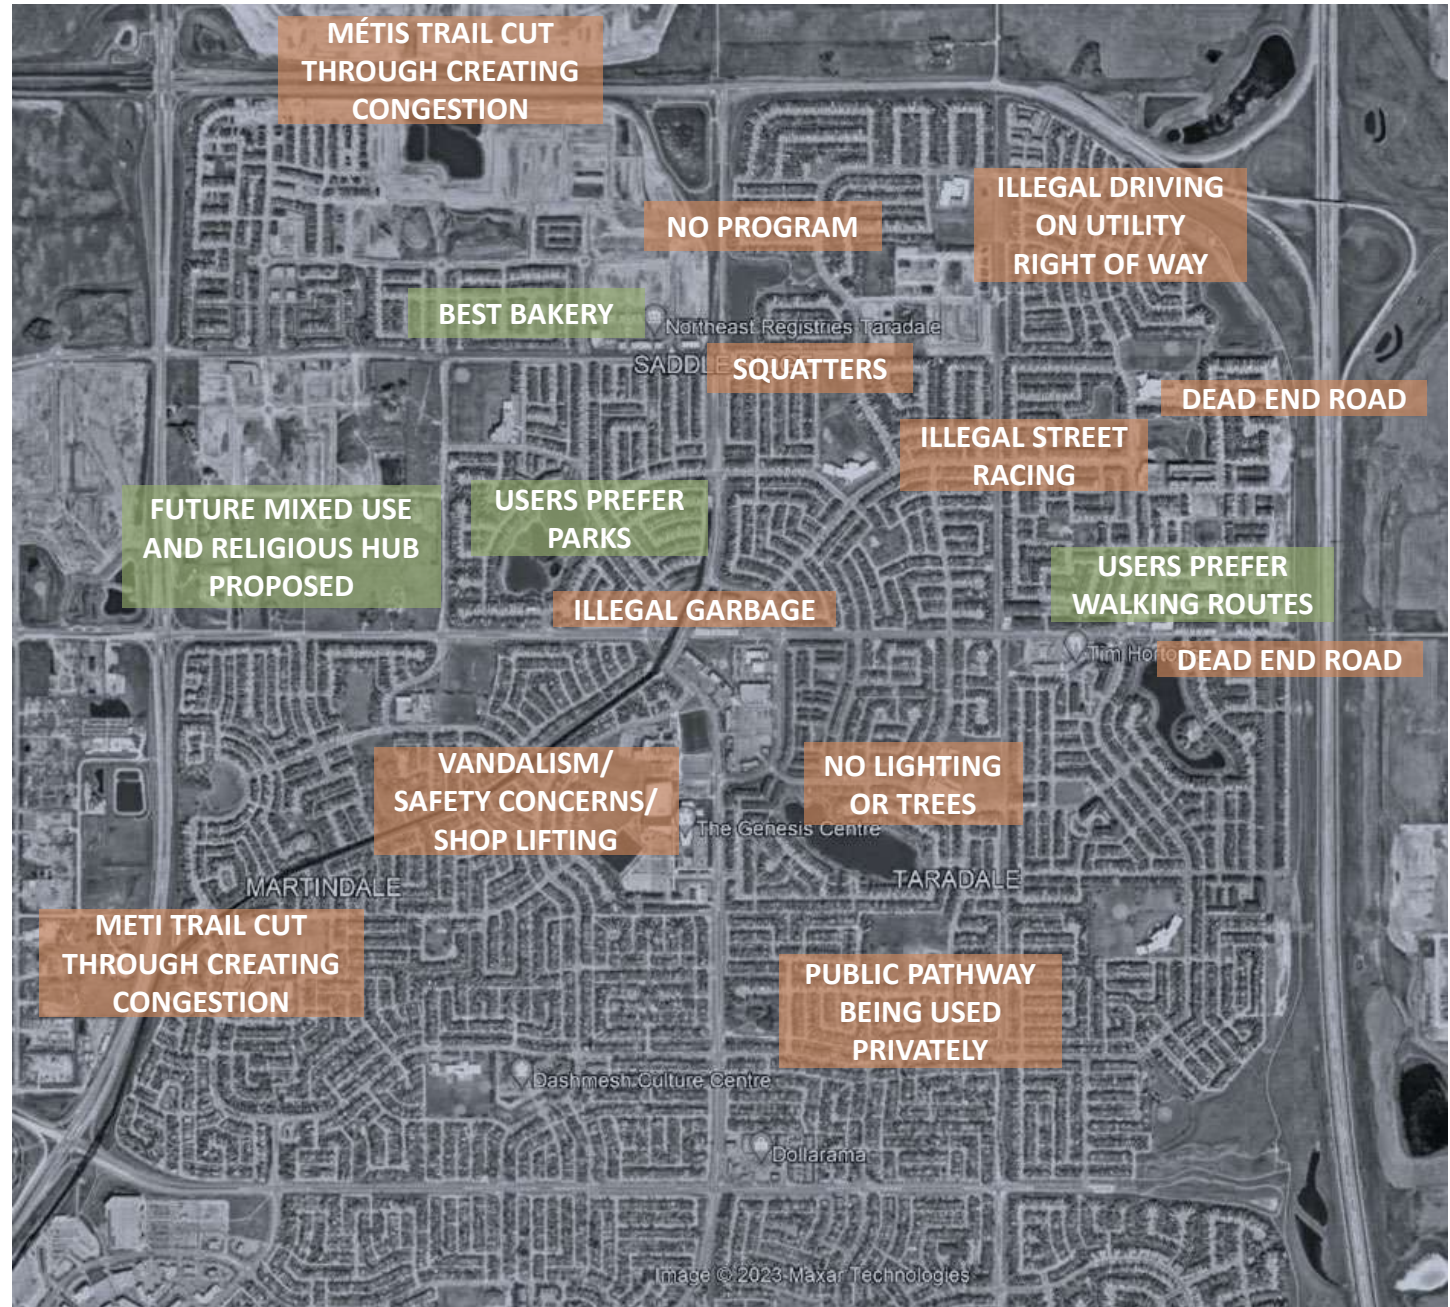 MÉTIS TRAIL CUT
THROUGH CREATING
CONGESTION
ILLEGAL DRIVING
ON UTILITY
RIGHT OF WAY
NO PROGRAM
BEST BAKERY
Northeast Registries Taradale
SADDLE
SQUATTERS
DEAD END ROAD
ILLEGAL STREET
RACING
FUTURE MIXED USE
AND RELIGIOUS HUB
PROPOSED
USERS PREFER
PARKS
USERS PREFER
WALKING ROUTES
ILLEGAL GARBAGE
Tim Horto
DEAD END ROAD
VANDALISM/
SAFETY CONCERNS/
SHOP LIFTING
NO LIGHTING
OR TREES
The Genesis Centre
MARTINDALE
TARADALE
METI TRAIL CUT
THROUGH CREATING
CONGESTION
PUBLIC PATHWAY
BEING USED
PRIVATELY
Dashmesh Culture Centre
Dollarama
Image © 2023 Maxar Technologies